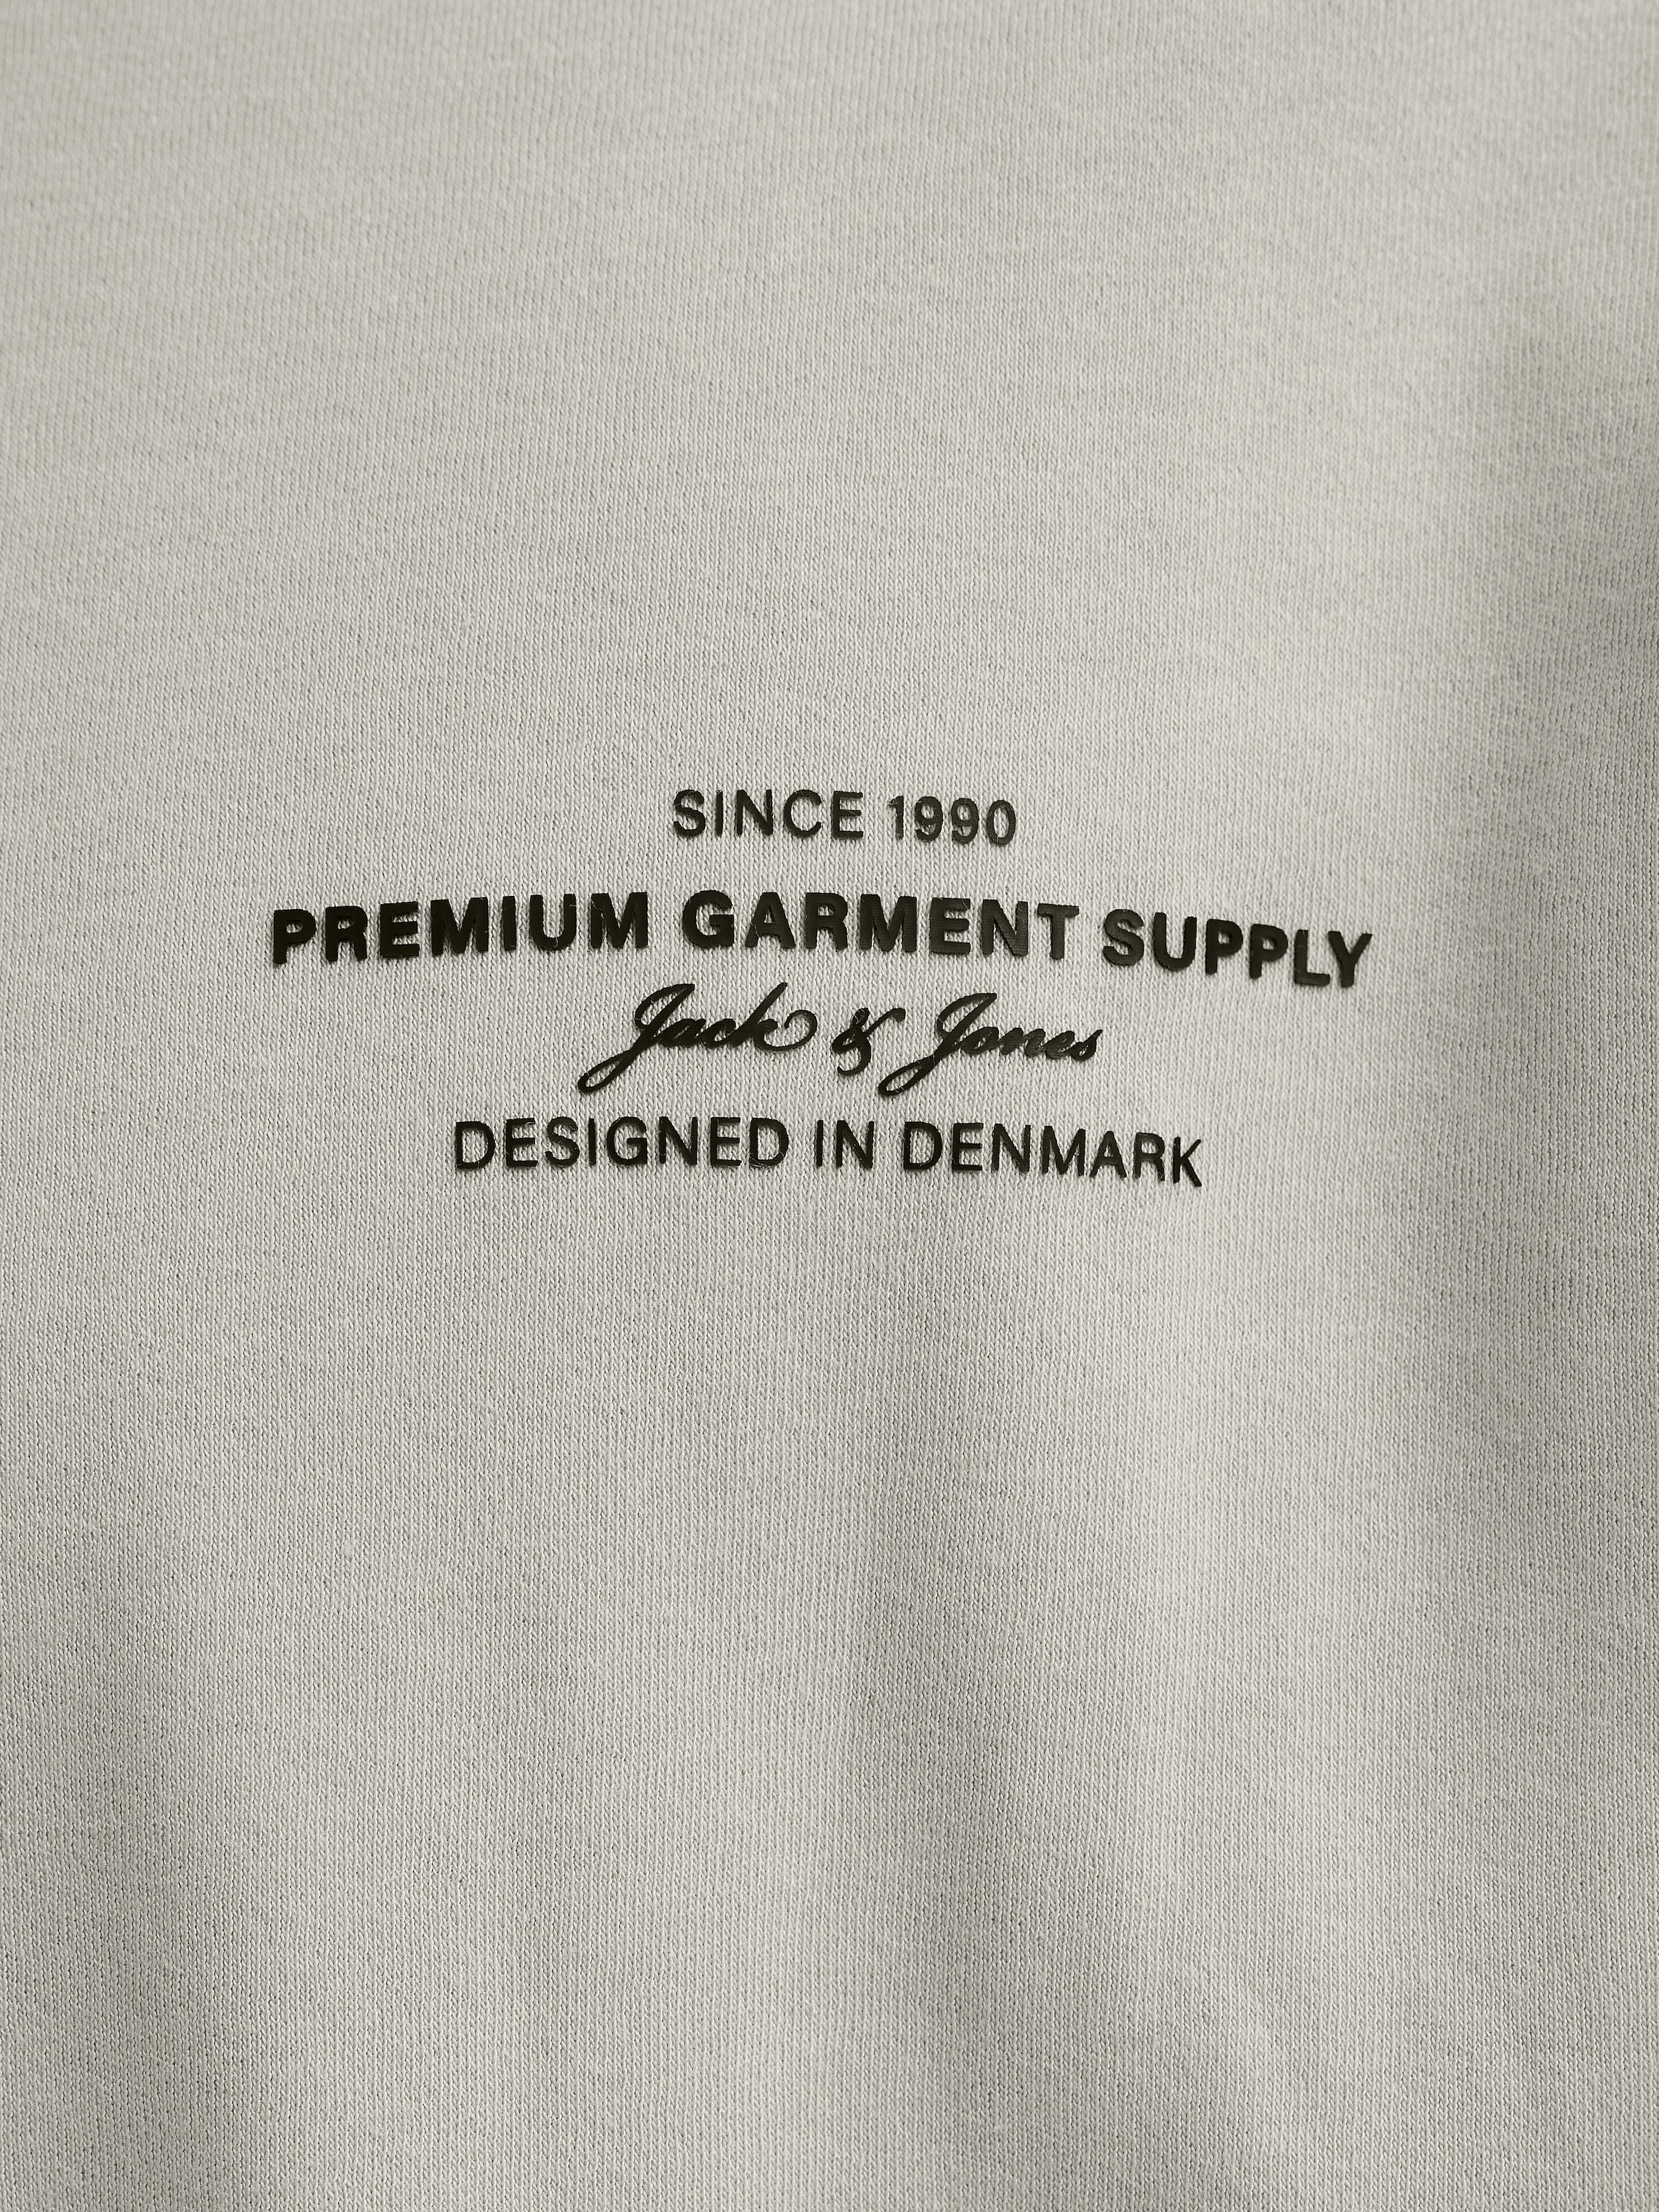 SINCE 1990
PREMIUM GARMENT SUPPLY
Jack & Jones
DESIGNED IN DENMARK